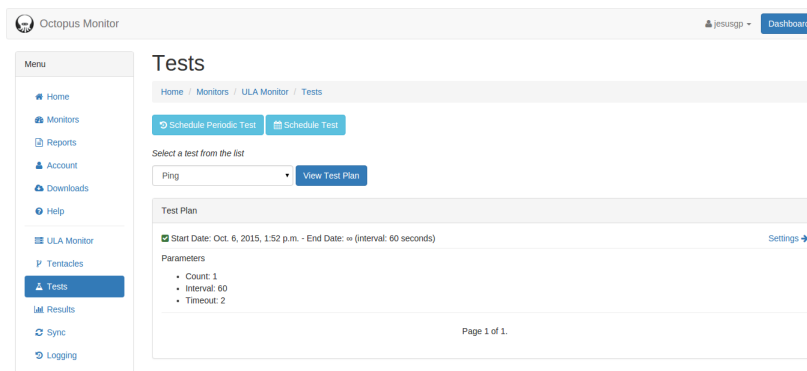 Octopus Monitor
jesusgp
Dashboard
Menu
Home
Monitors
Reports
Account
Downloads
Help
ULA Monitor
Tentacles
Tests
Results
Sync
Logging
Tests
Home / Monitors / ULA Monitor / Tests
Schedule Periodic Test
Schedule Test
Select a test from the list
Ping
View Test Plan
Test Plan
Start Date: Oct. 6, 2015, 1:52 p.m. - End Date: ∞ (interval: 60 seconds)
Settings
Parameters
Count: 1
Interval: 60
Timeout: 2
Page 1 of 1.